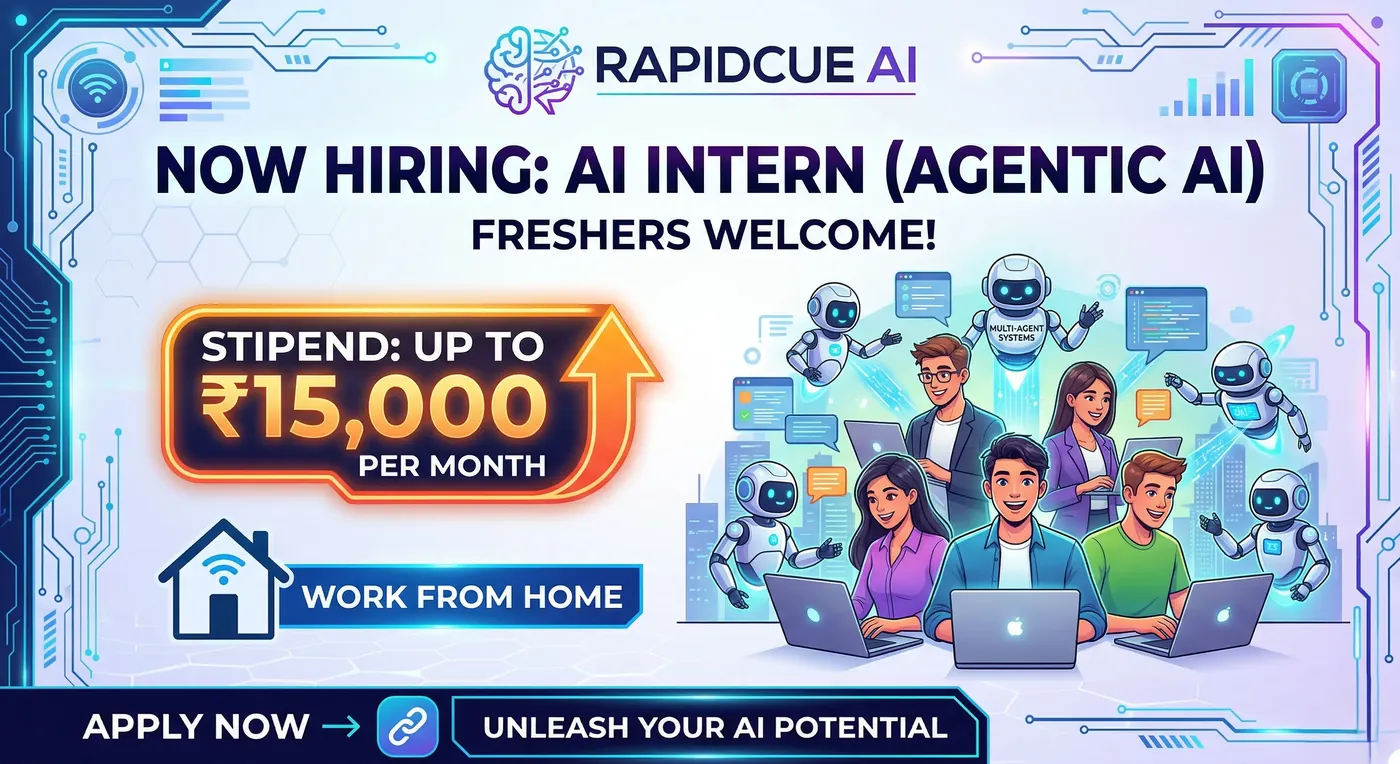 RAPIDCUE AI
NOW HIRING: AI INTERN (AGENTIC AI)
FRESHERS WELCOME!
STIPEND: UP TO
₹15,000
PER MONTH
MULTI-AGENT
SYSTEMS
WORK FROM HOME
APPLY NOW →
UNLEASH YOUR AI POTENTIAL